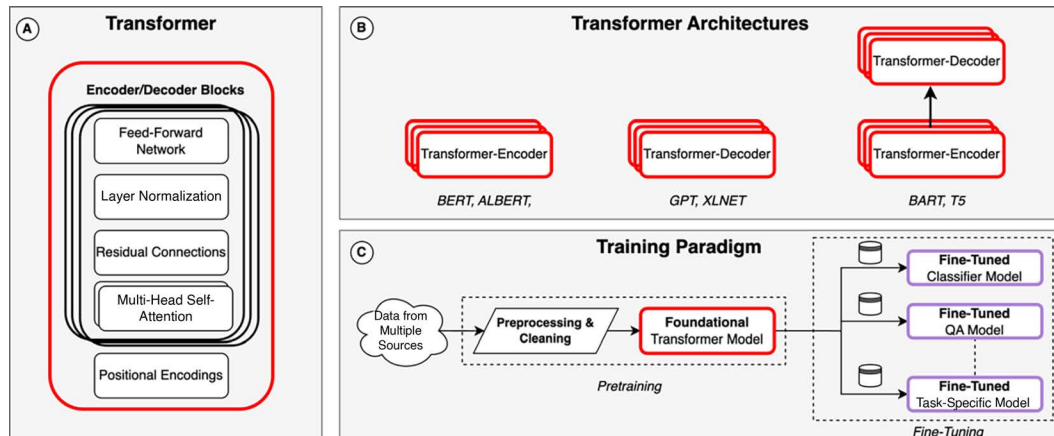 A
Transformer
Encoder/Decoder Blocks
Feed-Forward
Network
Layer Normalization
Residual Connections
Multi-Head Self-
Attention
Positional Encodings
B
Transformer Architectures
Transformer-Encoder
BERT, ALBERT,
Transformer-Decoder
GPT, XLNET
Transformer-Decoder
Transformer-Encoder
BART, T5
C
Training Paradigm
Data from
Multiple
Sources
Preprocessing &
Cleaning
Foundational
Transformer Model
Pretraining
Fine-Tuned
Classifier Model
Fine-Tuned
QA Model
Fine-Tuned
Task-Specific Model
Fine-Tuning